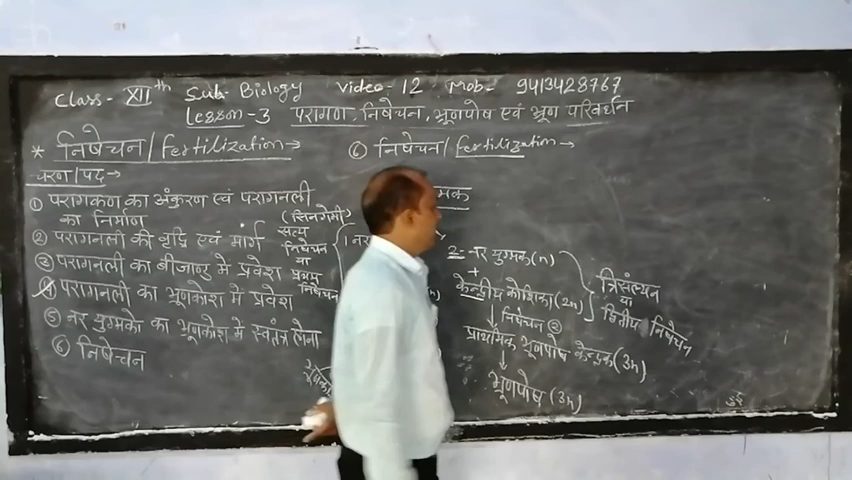 Class- XIIth Sub- Biology Video- 12 Mob- 9413428767
Lesson-3 परागण, निषेचन, भ्रूणपोष एवं भ्रूण परिवर्धन
* निषेचन/fertilization→
चरण/पद→
① परागकण का अंकुरण एवं परागनली
का निर्माण
② परागनली की वृद्धि एवं मार्ग
③ परागनली का बीजाण्ड मे प्रवेश
④ परागनली का भ्रूणकोश में प्रवेश
⑤ नर युग्मको का भ्रूणकोश मे स्वतंत्र होना
⑥ निषेचन
⑥ निषेचन/fertilization→
(सिनगेमी)
सत्य
निषेचन
या
प्रथम
निषेचन
1 नर
2= नर युग्मक (n)
+
केन्द्रीय कोशिका (2n)
↓ निषेचन ②
प्राथमिक भ्रूणपोष केन्द्रक (3n)
↓
भ्रूणपोष (3n)
त्रिसंलयन
या
द्वितीय निषेचन